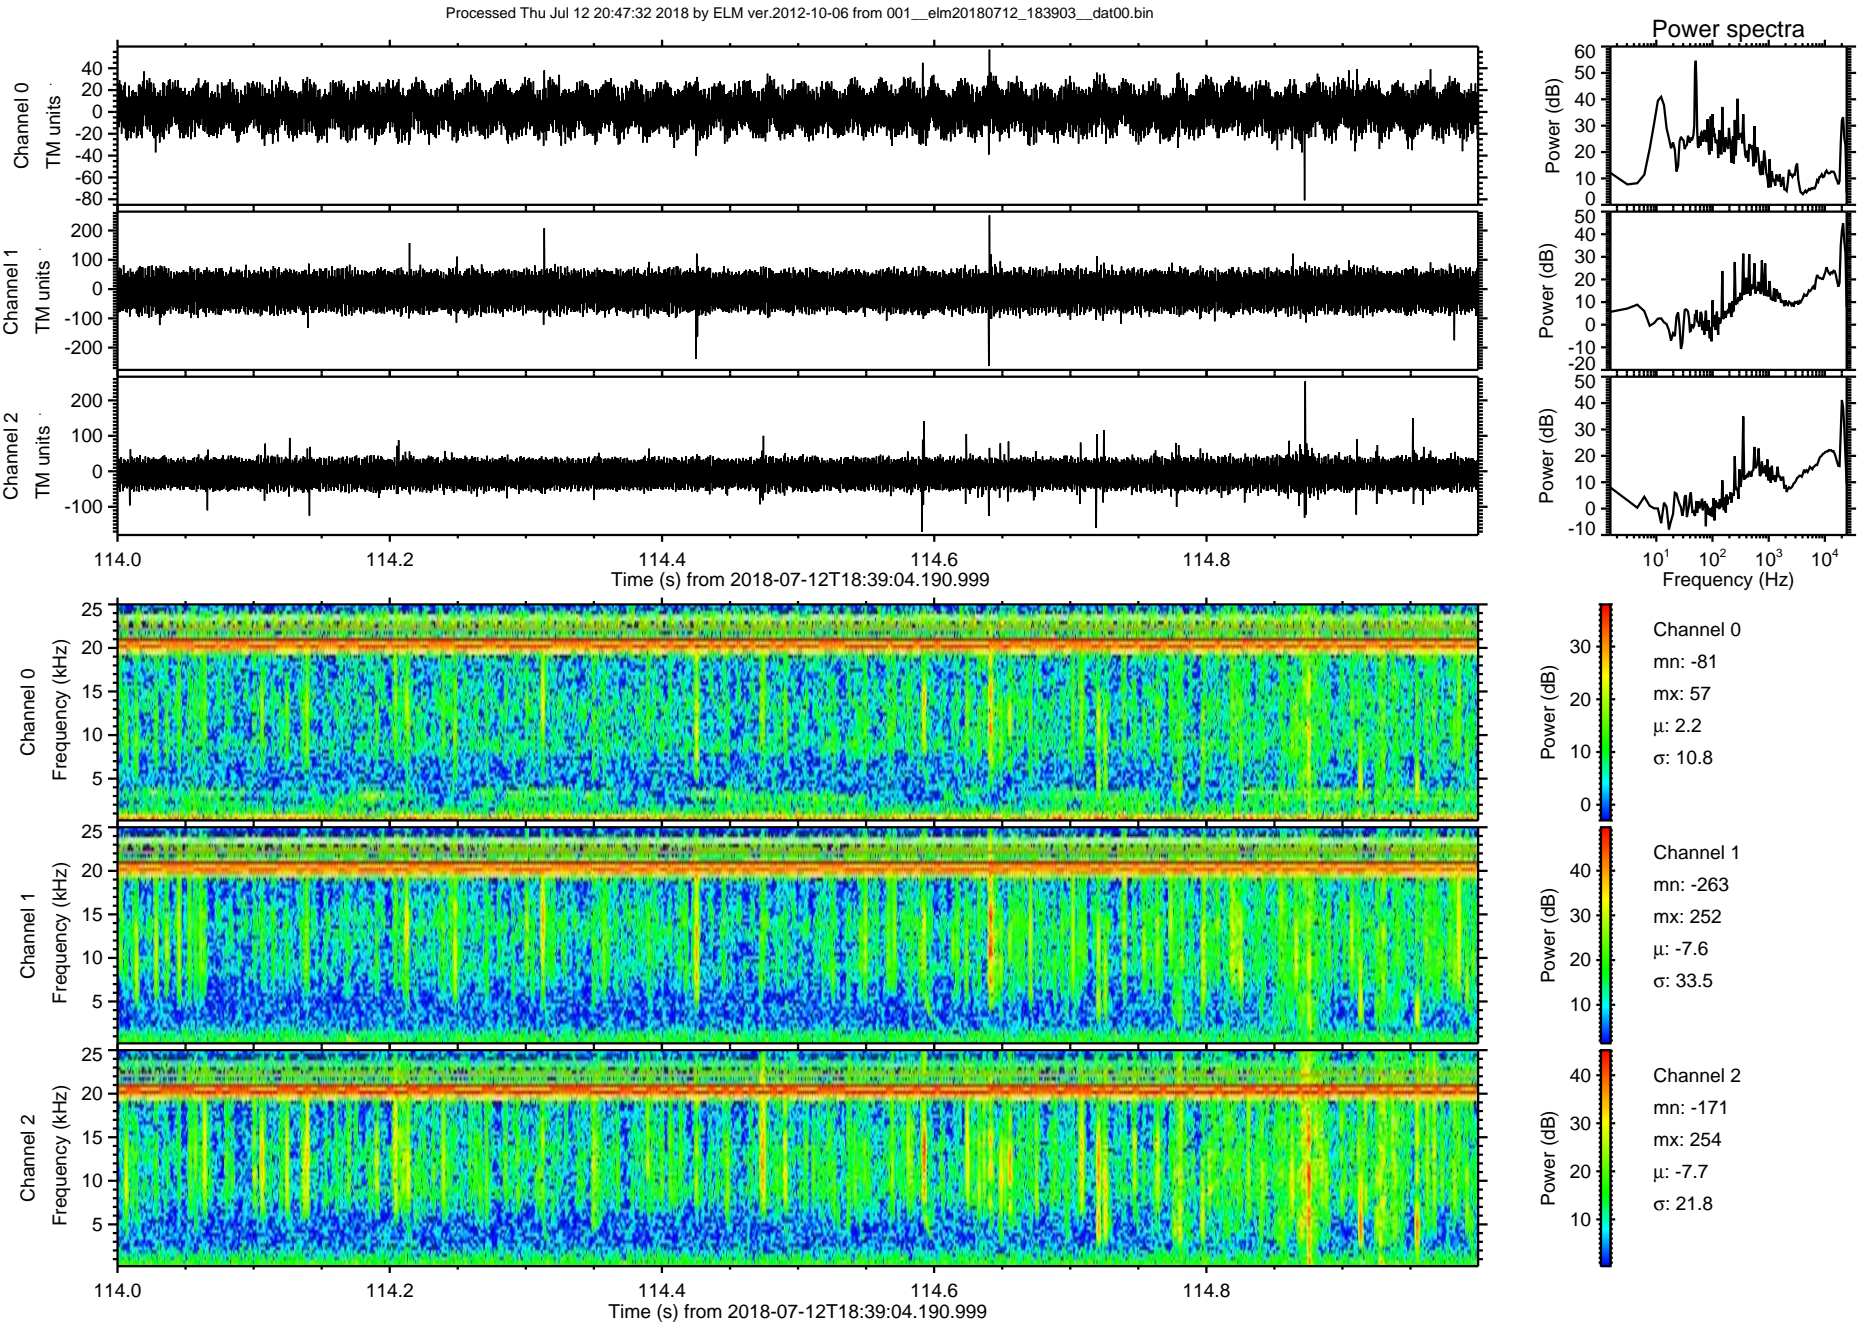 Processed Thu Jul 12 20:47:32 2018 by ELM ver.2012-10-06 from 001__elm20180712_183903__dat00.bin
Power spectra
Channel 0
TM units
40
20
0
-20
-40
-60
-80
Power (dB)
60
50
40
30
20
10
0
Channel 1
TM units
200
100
0
-100
-200
Power (dB)
50
40
30
20
10
0
-10
-20
Channel 2
TM units
200
100
0
-100
Power (dB)
50
40
30
20
10
0
-10
114.0 114.2 114.4 114.6 114.8
Time (s) from 2018-07-12T18:39:04.190.999
10^1 10^2 10^3 10^4
Frequency (Hz)
Channel 0
Frequency (kHz)
25
20
15
10
5
Power (dB)
30
20
10
0
Channel 0
mn: -81
mx: 57
μ: 2.2
σ: 10.8
Channel 1
Frequency (kHz)
25
20
15
10
5
Power (dB)
40
30
20
10
Channel 1
mn: -263
mx: 252
μ: -7.6
σ: 33.5
Channel 2
Frequency (kHz)
25
20
15
10
5
Power (dB)
40
30
20
10
Channel 2
mn: -171
mx: 254
μ: -7.7
σ: 21.8
114.0 114.2 114.4 114.6 114.8
Time (s) from 2018-07-12T18:39:04.190.999